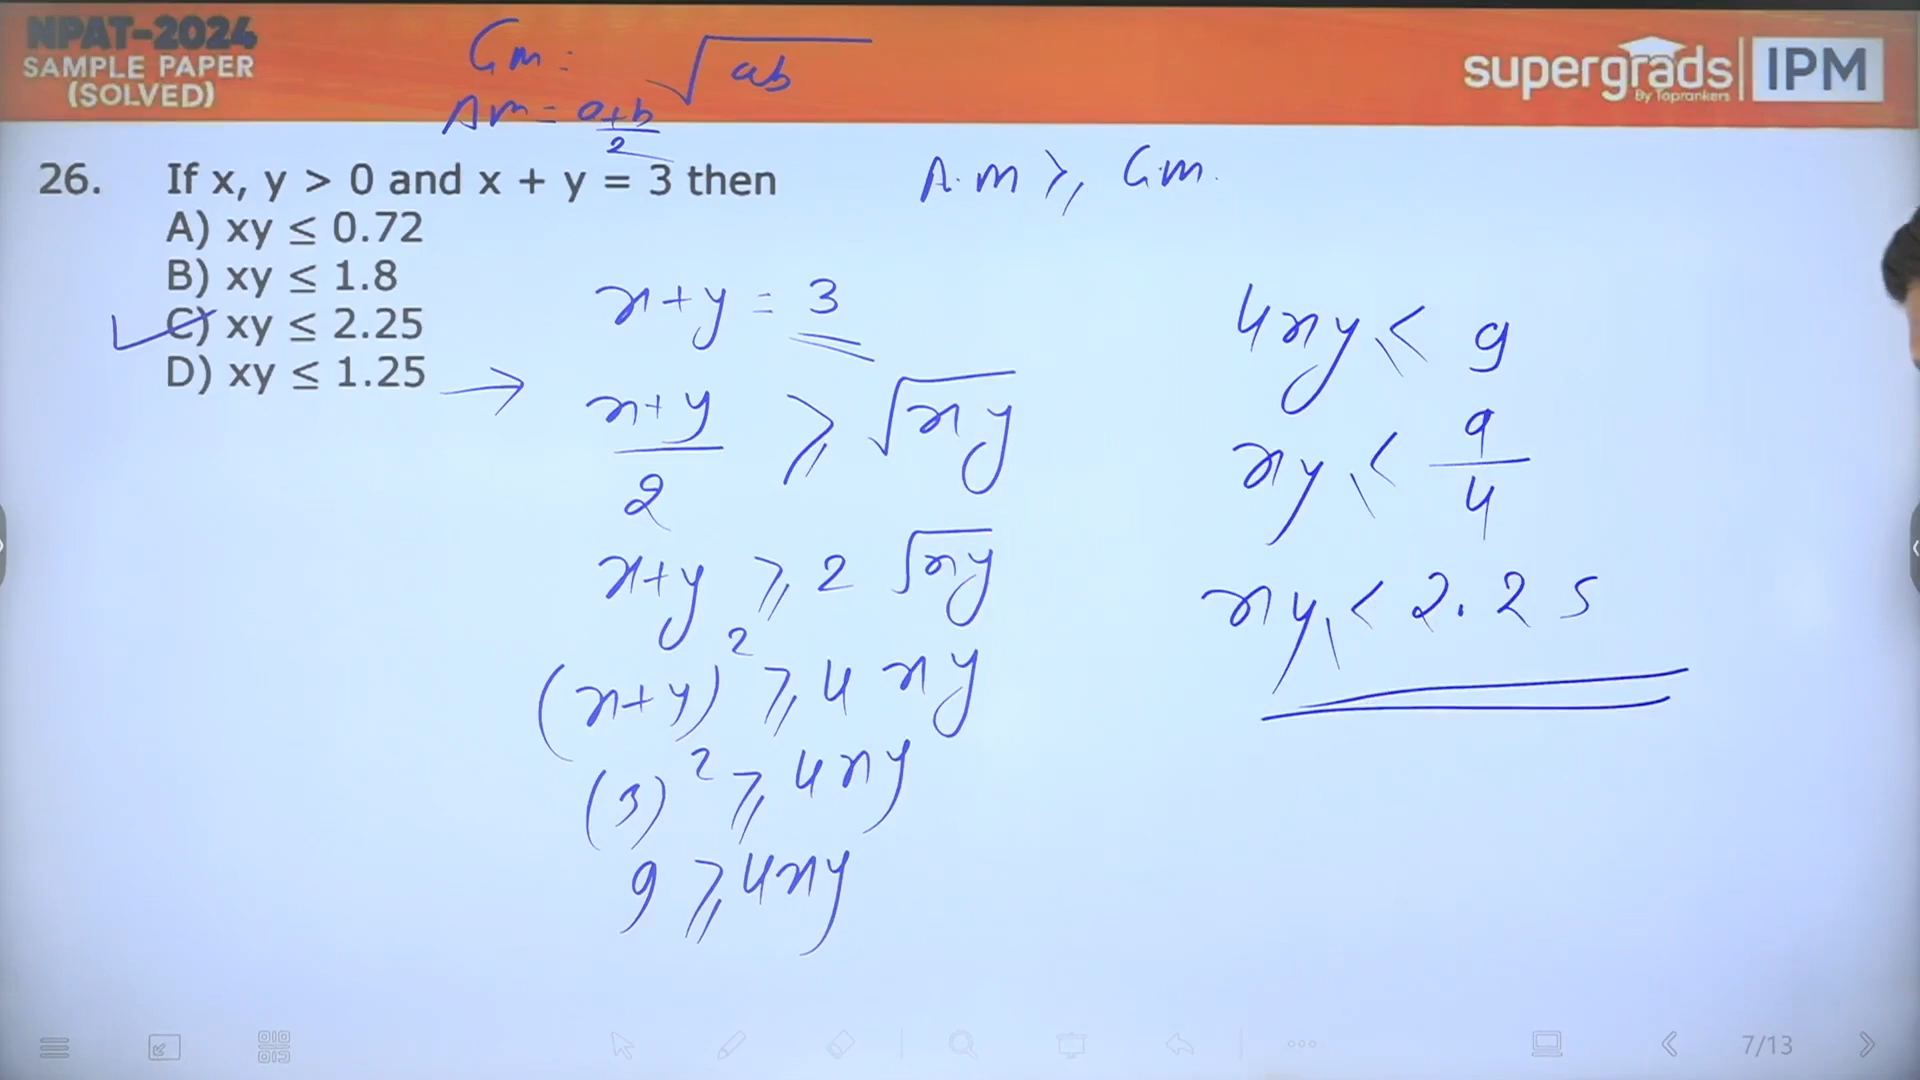 NPAT-2024
SAMPLE PAPER
(SOLVED)
Gm = √ab
Am = a+b/2
supergrads
By Toprankers
IPM
26. If x, y > 0 and x + y = 3 then
A) xy ≤ 0.72
B) xy ≤ 1.8
C) xy ≤ 2.25
D) xy ≤ 1.25
A.m ≥ G.m.
x+y = 3
x+y/2 ≥ √xy
x+y ≥ 2 √xy
(x+y)² ≥ 4 xy
(3)² ≥ 4xy
9 ≥ 4xy
4xy ≤ 9
xy ≤ 9/4
xy ≤ 2.25
7/13